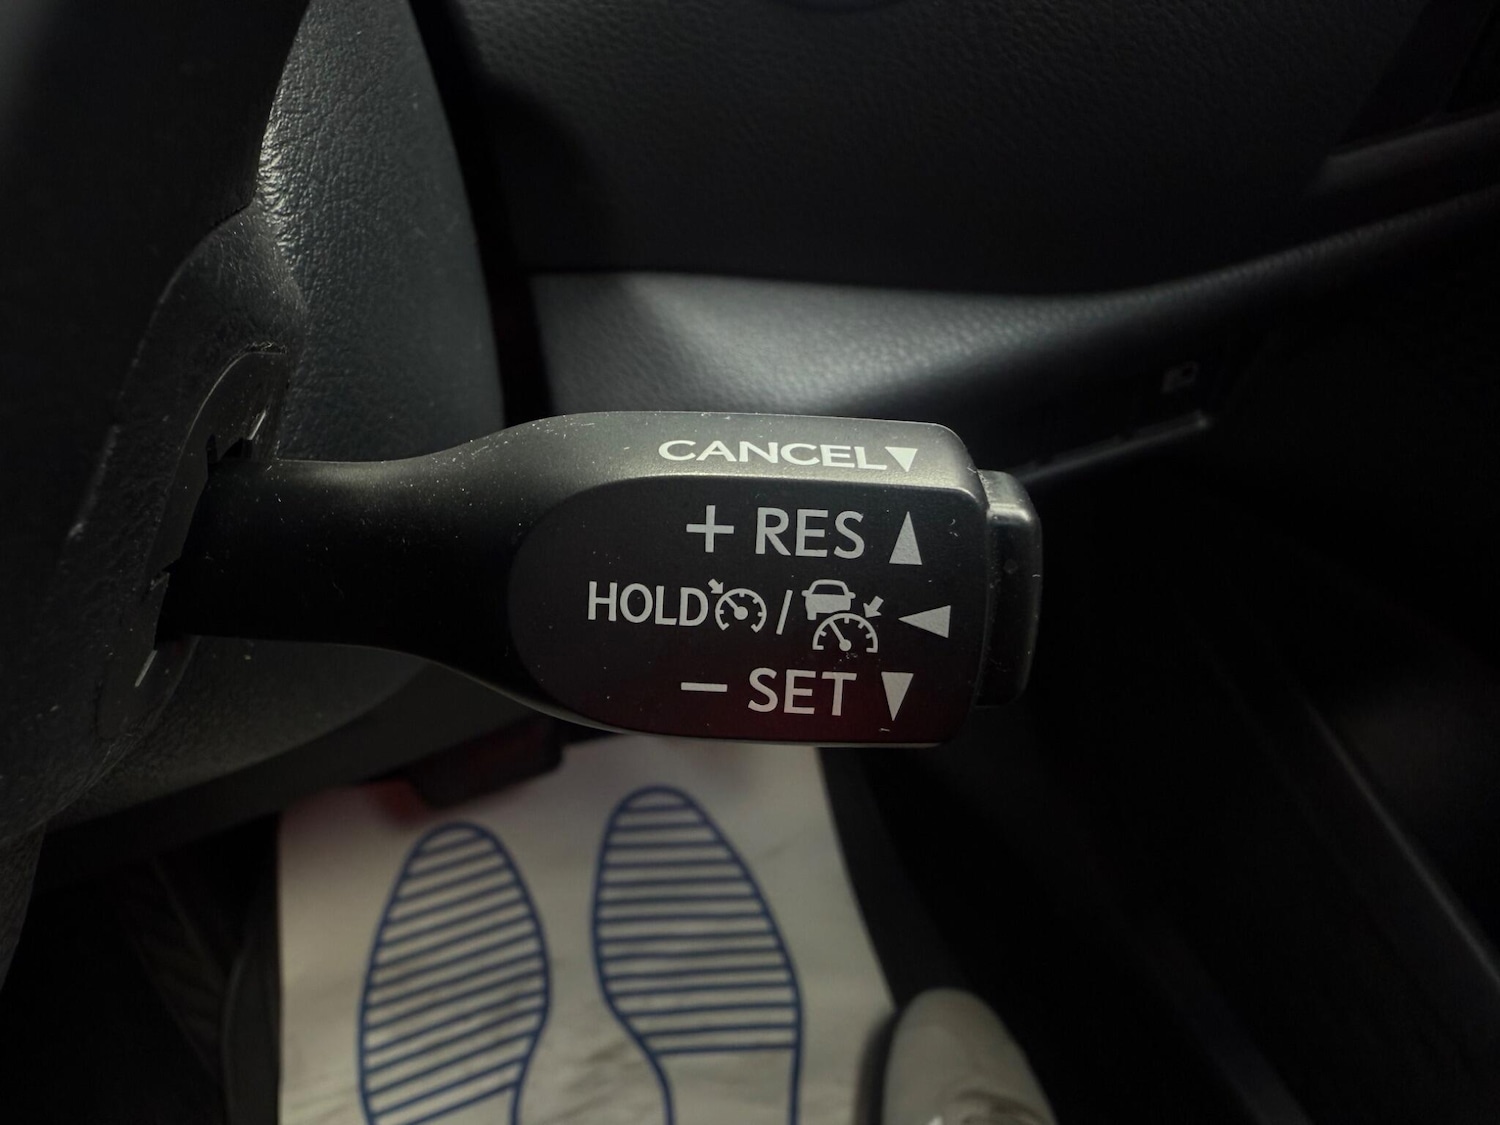 CANCEL▼
+ RES ▲
HOLD / ◀
− SET ▼